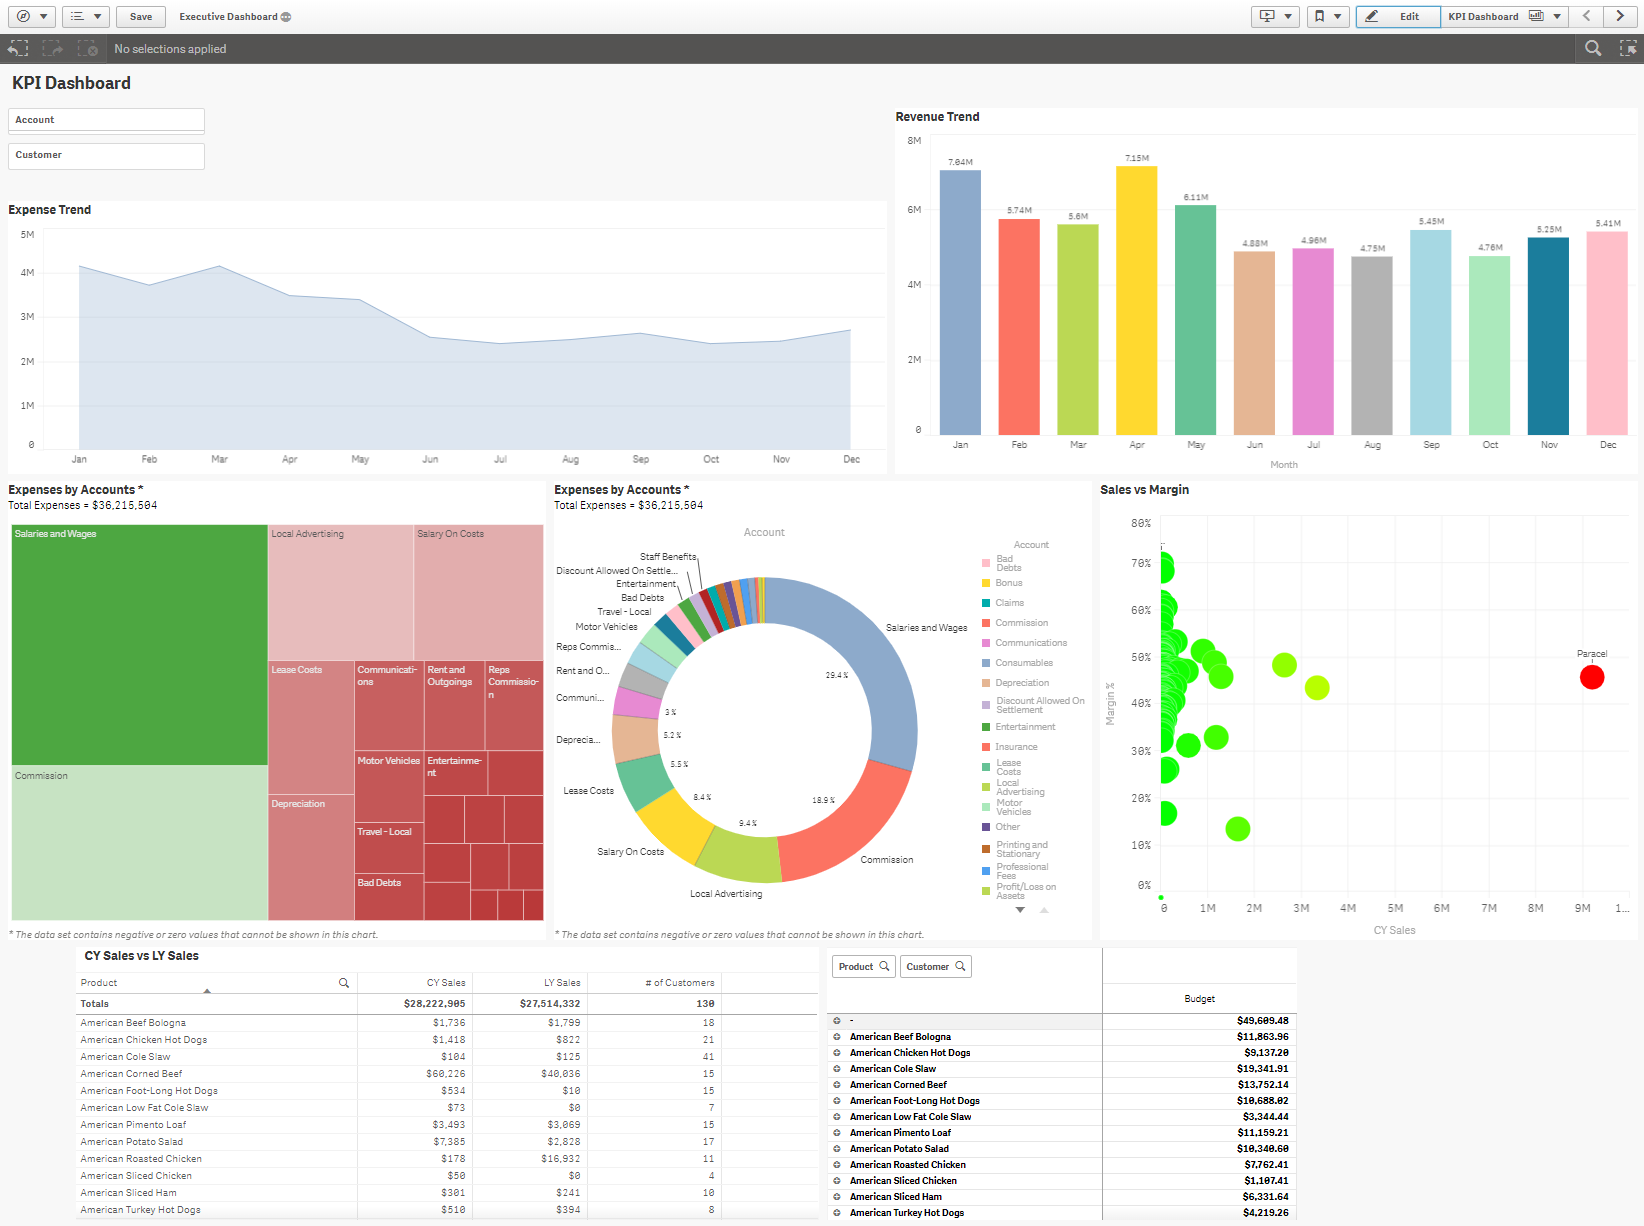 Save
Executive Dashboard
Edit
KPI Dashboard
No selections applied
KPI Dashboard
Account
Customer
Expense Trend
5M
4M
3M
2M
1M
0
Jan Feb Mar Apr May Jun Jul Aug Sep Oct Nov Dec
Revenue Trend
8M
6M
4M
2M
0
7.04M 5.74M 5.6M 7.15M 6.11M 4.88M 4.96M 4.75M 5.45M 4.76M 5.25M 5.41M
Jan Feb Mar Apr May Jun Jul Aug Sep Oct Nov Dec
Month
Expenses by Accounts *
Total Expenses = $36,215,504
Salaries and Wages
Local Advertising
Salary On Costs
Lease Costs
Communicati-
ons
Rent and
Outgoings
Reps
Commissio-
n
Motor Vehicles
Entertainme-
nt
Commission
Depreciation
Travel - Local
Bad Debts
* The data set contains negative or zero values that cannot be shown in this chart.
Expenses by Accounts *
Total Expenses = $36,215,504
Account
Staff Benefits
Discount Allowed On Settle...
Entertainment
Bad Debts
Travel - Local
Motor Vehicles
Reps Commis...
Rent and O...
Communi...
Deprecia...
Lease Costs
Salary On Costs
Local Advertising
Commission
Salaries and Wages
29.4 %
18.9 %
9.4 %
8.4 %
5.5 %
5.2 %
3 %
Account
Bad
Debts
Bonus
Claims
Commission
Communications
Consumables
Depreciation
Discount Allowed On
Settlement
Entertainment
Insurance
Lease
Costs
Local
Advertising
Motor
Vehicles
Other
Printing and
Stationary
Professional
Fees
Profit/Loss on
Assets
* The data set contains negative or zero values that cannot be shown in this chart.
Sales vs Margin
80%
70%
60%
50%
40%
30%
20%
10%
0%
Margin %
Paracel
0 1M 2M 3M 4M 5M 6M 7M 8M 9M 1...
CY Sales
CY Sales vs LY Sales
Product CY Sales LY Sales # of Customers
Totals $28,222,905 $27,514,332 130
American Beef Bologna $1,736 $1,799 18
American Chicken Hot Dogs $1,418 $822 21
American Cole Slaw $104 $125 41
American Corned Beef $60,226 $40,036 15
American Foot-Long Hot Dogs $534 $10 15
American Low Fat Cole Slaw $73 $0 7
American Pimento Loaf $3,493 $3,069 15
American Potato Salad $7,385 $2,828 17
American Roasted Chicken $178 $16,932 11
American Sliced Chicken $50 $0 4
American Sliced Ham $301 $241 10
American Turkey Hot Dogs $510 $394 8
Product Customer
Budget
- $49,609.48
American Beef Bologna $11,863.96
American Chicken Hot Dogs $9,137.20
American Cole Slaw $19,341.91
American Corned Beef $13,752.14
American Foot-Long Hot Dogs $10,688.02
American Low Fat Cole Slaw $3,344.44
American Pimento Loaf $11,159.21
American Potato Salad $10,340.60
American Roasted Chicken $7,762.41
American Sliced Chicken $1,107.41
American Sliced Ham $6,331.64
American Turkey Hot Dogs $4,219.26